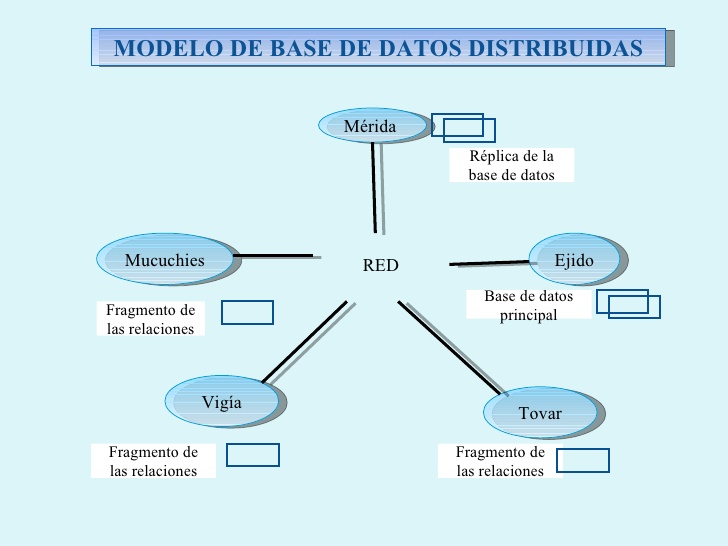 MODELO DE BASE DE DATOS DISTRIBUIDAS
Mérida
Réplica de la
base de datos
Mucuchies
RED
Ejido
Fragmento de
las relaciones
Base de datos
principal
Vigía
Tovar
Fragmento de
las relaciones
Fragmento de
las relaciones